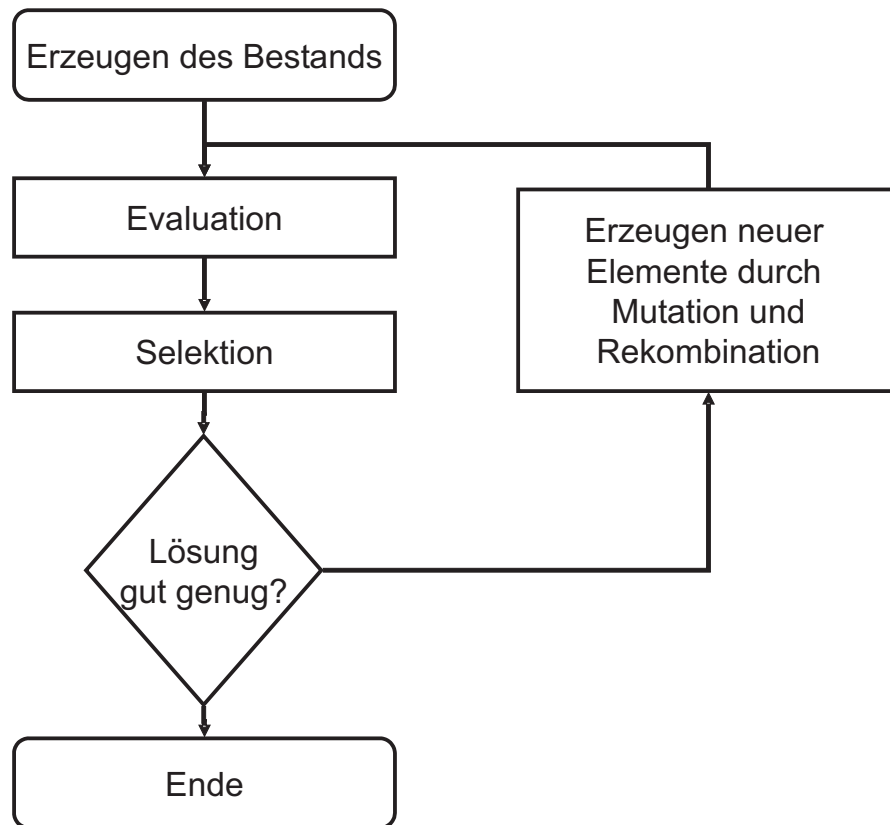 Erzeugen des Bestands
Evaluation
Selektion
Lösung
gut genug?
Ende
Erzeugen neuer
Elemente durch
Mutation und
Rekombination